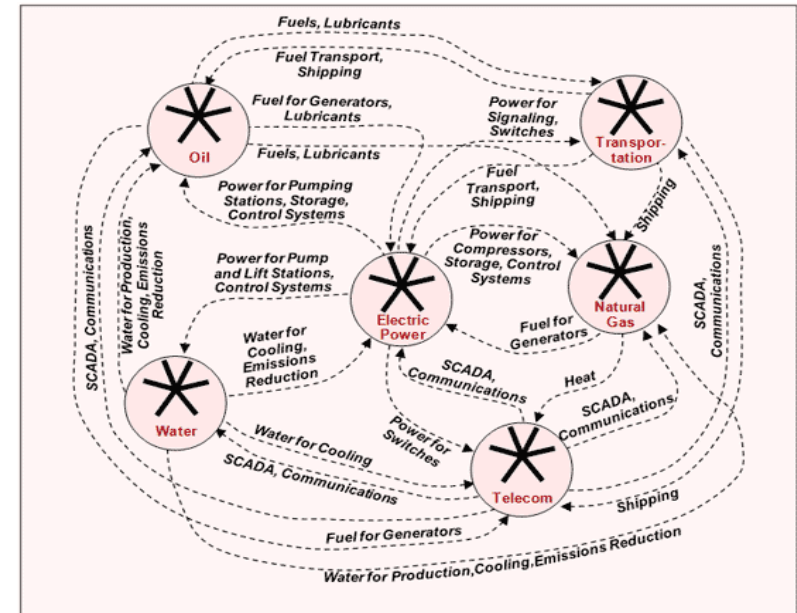 Fuels, Lubricants
Fuel Transport,
Shipping
Fuel for Generators,
Lubricants
Power for
Signaling,
Switches
Oil
Transpor-
tation
Fuels, Lubricants
Fuel
Transport,
Shipping
Power for Pumping
Stations, Storage,
Control Systems
Shipping
Power for
Compressors,
Storage, Control
Systems
Water for Production,
Cooling, Emissions
Reduction
SCADA, Communications
Power for Pump
and Lift Stations,
Control Systems
SCADA,
Communications
Electric
Power
Natural
Gas
Fuel for
Generators
Water for
Cooling,
Emissions
Reduction
SCADA,
Communications
Heat
SCADA,
Communications
Water
Power for
Switches
Water for Cooling
SCADA, Communications
Telecom
Shipping
Fuel for Generators
Water for Production,Cooling,Emissions Reduction